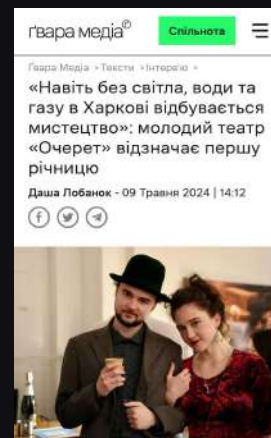 ґвара медіа©
Спільнота
Ґвара Медіа » Тексти » Інтерв'ю »
«Навіть без світла, води та
газу в Харкові відбувається
мистецтво»: молодий театр
«Очерет» відзначає першу
річницю
Даша Лобанок - 09 Травня 2024 | 14:12